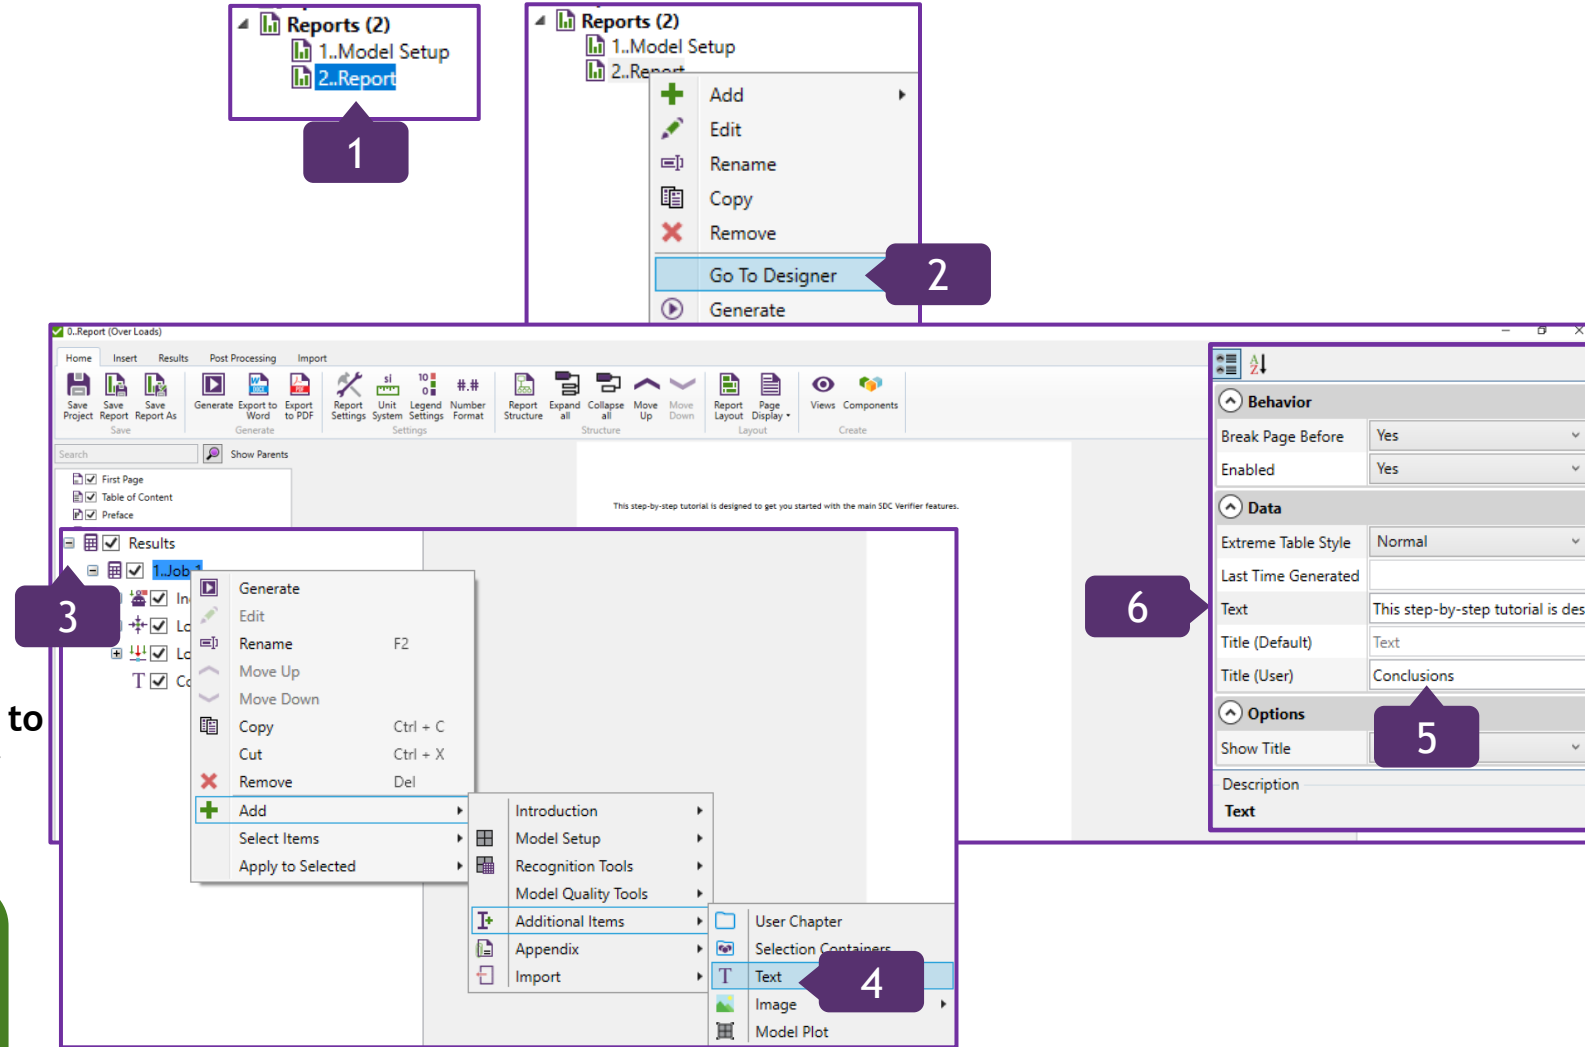 Reports (2)
1..Model Setup
2..Report
1
Reports (2)
1..Model Setup
2..Report
Add
Edit
Rename
Copy
Remove
Go To Designer
2
Generate
0..Report (Over Loads)
Home Insert Results Post Processing Import
Save Project Save Report Save Report As Generate Export to Word Export to PDF Report Settings Unit System Legend Settings Number Format Report Structure Expand all Collapse all Move Up Move Down Report Layout Page Display Views Components
Save Generate Settings Structure Layout Create
Search Show Parents
First Page
Table of Content
Preface
This step-by-step tutorial is designed to get you started with the main SDC Verifier features.
Results
1..Job 1
3
In
Lo
Lo
Co
to
Generate
Edit
Rename F2
Move Up
Move Down
Copy Ctrl + C
Cut Ctrl + X
Remove Del
Add
Select Items
Apply to Selected
Introduction
Model Setup
Recognition Tools
Model Quality Tools
Additional Items
Appendix
Import
User Chapter
Selection Containers
Text
4
Image
Model Plot
Behavior
Break Page Before Yes
Enabled Yes
Data
Extreme Table Style Normal
Last Time Generated
6
Text This step-by-step tutorial is des
Title (Default) Text
Title (User) Conclusions
Options
5
Show Title
Description
Text